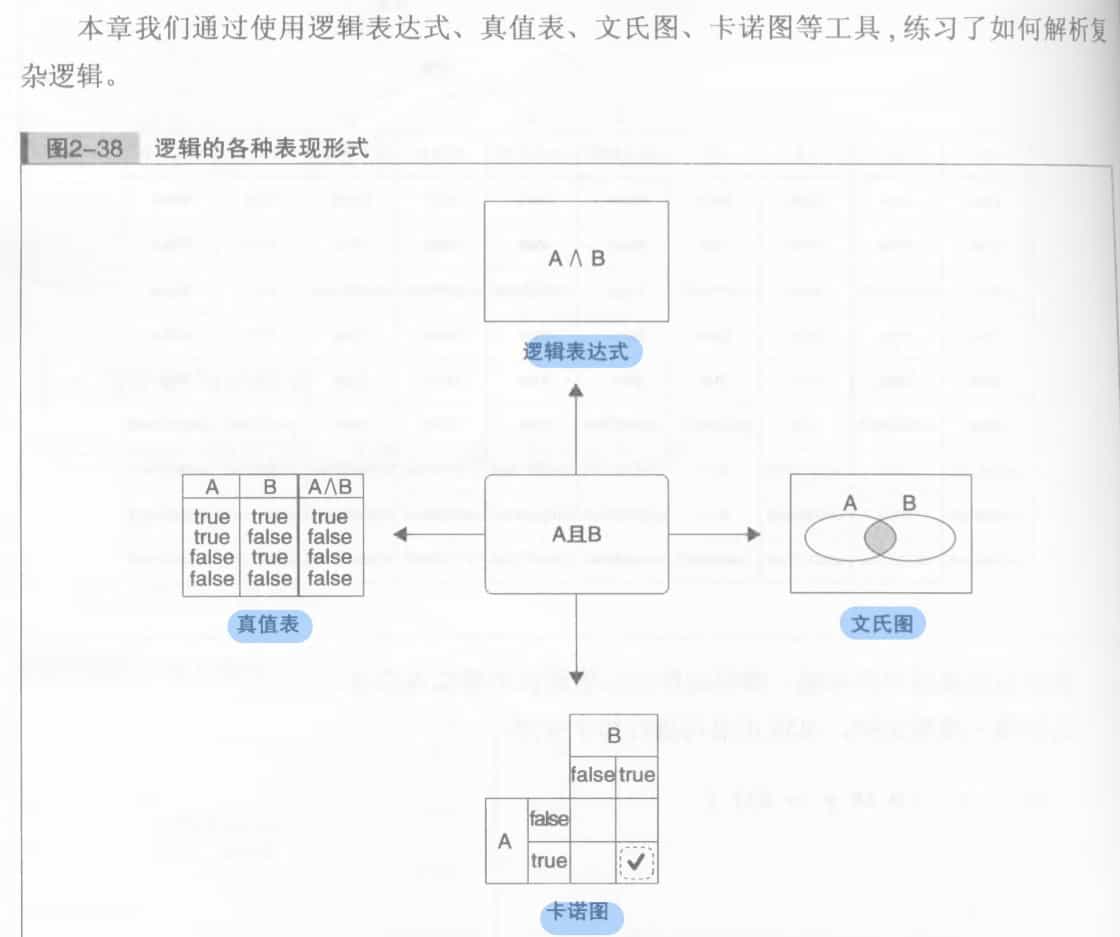 本章我们通过使用逻辑表达式、真值表、文氏图、卡诺图等工具,练习了如何解析复
杂逻辑。
图2-38 逻辑的各种表现形式
A ∧ B
逻辑表达式
A B A∧B
true true true
true false false
false true false
false false false
真值表
A且B
A B
文氏图
B
false true
A
false
true ✓
卡诺图